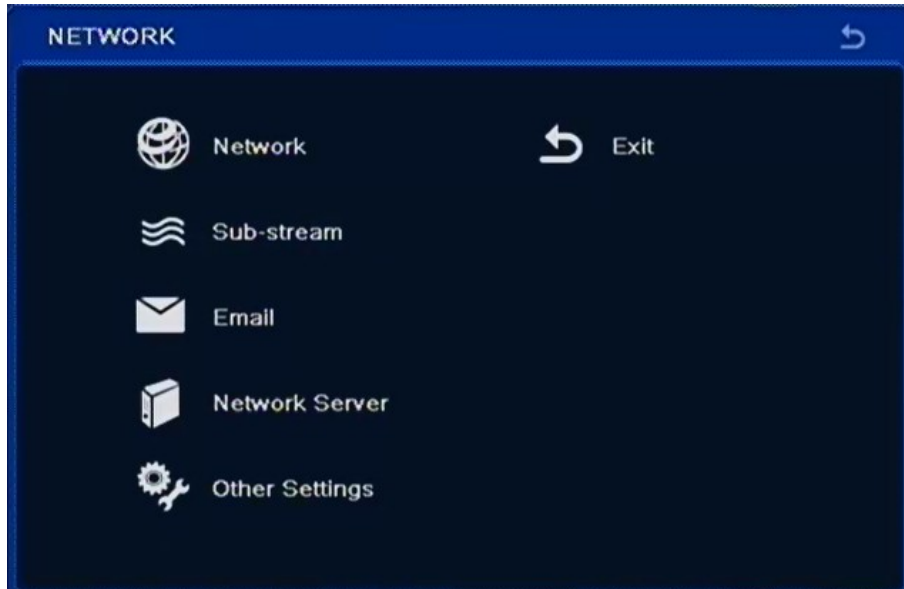 NETWORK
Network
Exit
Sub-stream
Email
Network Server
Other Settings